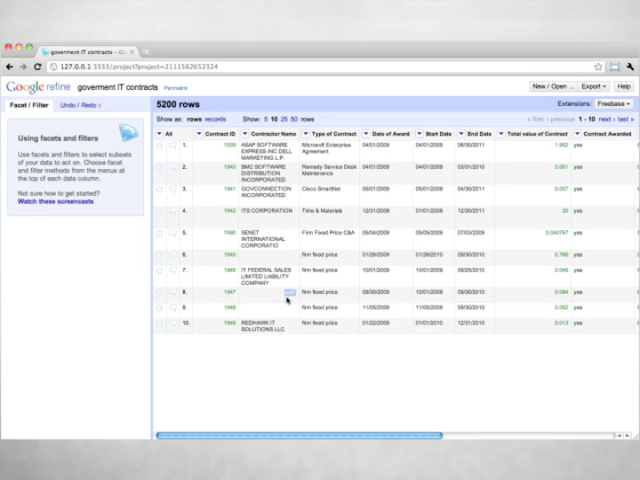 goverment IT contracts - Go
127.0.0.1:3333/project?project=2111562652324
Google refine goverment IT contracts Permalink
New / Open ... Export Help
Facet / Filter Undo / Redo 0
5200 rows
Extensions: Freebase
Show as: rows records Show: 5 10 25 50 rows
« first ‹ previous 1 - 10 next › last »
Using facets and filters
Use facets and filters to select subsets
of your data to act on. Choose facet
and filter methods from the menus at
the top of each data column.
Not sure how to get started?
Watch these screencasts
All Contract ID Contractor Name Type of Contract Date of Award Start Date End Date Total value of Contract Contract Awarded
1. 1939 ASAP SOFTWARE EXPRESS INC DELL MARKETING L.P. Microsoft Enterprise Agreement 04/01/2009 04/01/2009 06/30/2011 1.952 yes
2. 1940 BMC SOFTWARE DISTRIBUTION INCORPORATED Remedy Service Desk Maintenance 04/01/2009 04/01/2009 03/31/2010 0.001 yes
3. 1941 GOVCONNECTION INCORPORATED Cisco SmartNet 05/01/2009 05/01/2009 04/30/2011 0.007 yes
4. 1942 ITS CORPORATION Time & Materials 12/31/2009 01/01/2009 12/30/2011 20 yes
5. 7490 SENET INTERNATIONAL CORPORATIO Firm Fixed Price C&A 05/04/2009 05/05/2009 07/03/2009 0.040767 yes
6. 1945 firm fixed price 01/26/2009 01/26/2010 09/30/2010 0.766 yes
7. 1946 IT FEDERAL SALES LIMITED LIABILITY COMPANY firm fixed price 10/01/2009 10/01/2009 09/25/2010 0.049 yes
8. 1947 edit firm fixed price 09/30/2009 10/01/2009 09/30/2010 0.084 yes
9. 1948 firm fixed price 11/05/2009 11/05/2009 09/30/2010 0.062 yes
10. 1949 REDHAWK IT SOLUTIONS LLC firm fixed price 01/22/2009 01/01/2010 12/31/2010 0.013 yes